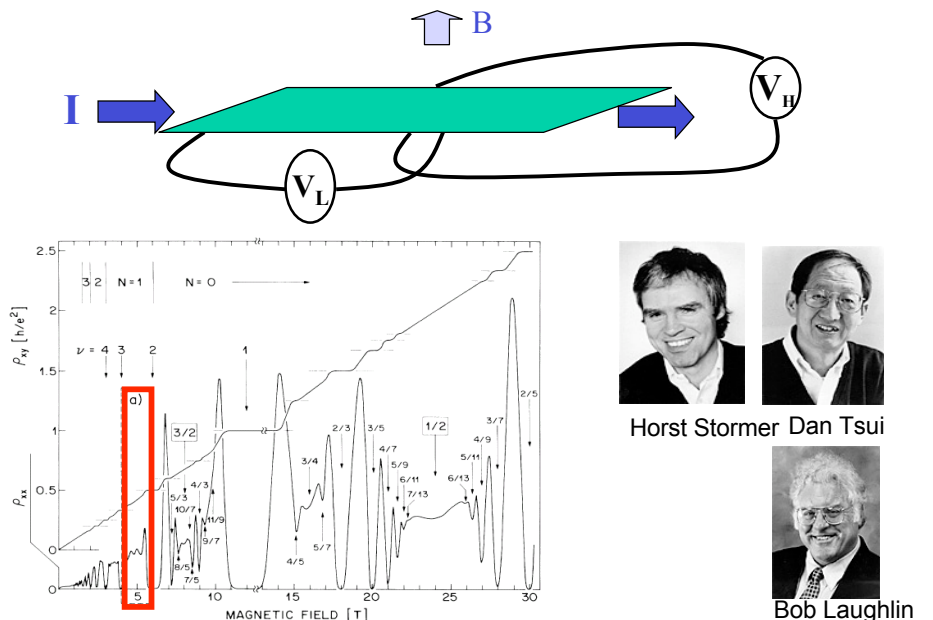 B
I
V_H
V_L
2.5
3 2 N=1 N=0
2
ρ_xy [h/e²]
1.5
ν = 4 3 2 1
a)
1
3/2
2/3
3/5
1/2
3/7
2/5
4/7
4/9
5/9
5/11
6/11
6/13
7/13
3/4
5/3
4/3
10/7
11/9
9/7
8/5
7/5
4/5
5/7
0.5
0
ρ_xx
0
5 10 15 20 25 30
MAGNETIC FIELD [T]
Horst Stormer Dan Tsui
Bob Laughlin